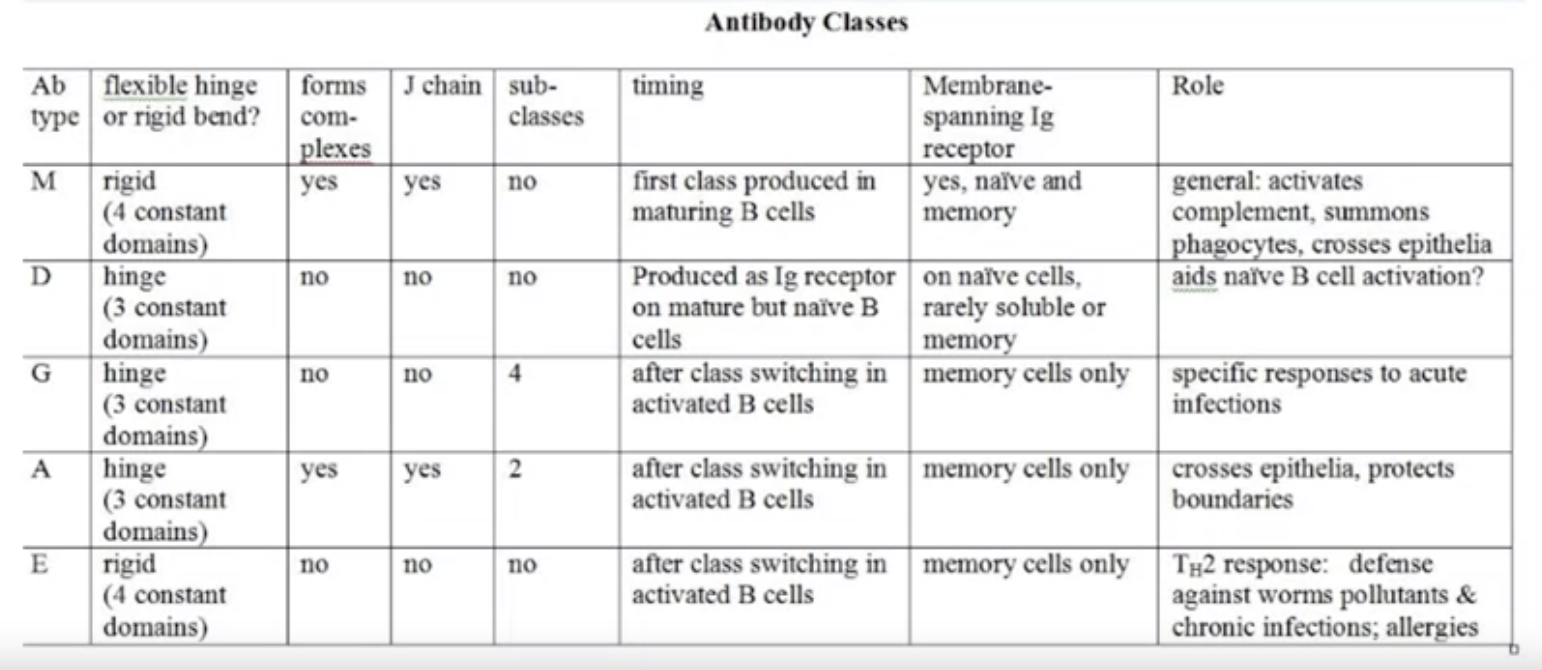 Antibody Classes
Ab type
flexible hinge or rigid bend?
forms com-plexes
J chain
sub-classes
timing
Membrane-spanning Ig receptor
Role
M
rigid
(4 constant
domains)
yes
yes
no
first class produced in
maturing B cells
yes, naïve and
memory
general: activates
complement, summons
phagocytes, crosses epithelia
D
hinge
(3 constant
domains)
no
no
no
Produced as Ig receptor
on mature but naïve B
cells
on naïve cells,
rarely soluble or
memory
aids naïve B cell activation?
G
hinge
(3 constant
domains)
no
no
4
after class switching in
activated B cells
memory cells only
specific responses to acute
infections
A
hinge
(3 constant
domains)
yes
yes
2
after class switching in
activated B cells
memory cells only
crosses epithelia, protects
boundaries
E
rigid
(4 constant
domains)
no
no
no
after class switching in
activated B cells
memory cells only
TH2 response: defense
against worms pollutants &
chronic infections; allergies